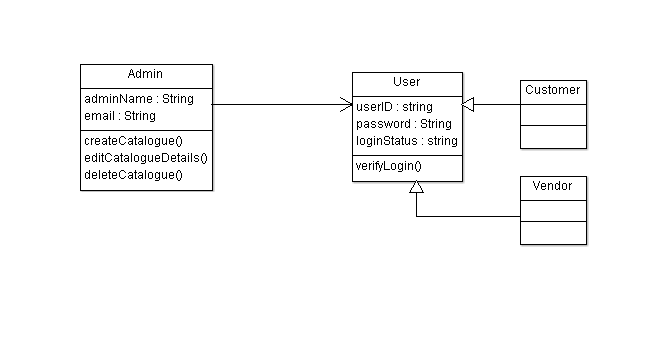 Admin
adminName : String
email : String
createCatalogue()
editCatalogueDetails()
deleteCatalogue()
User
userID : string
password : String
loginStatus : string
verifyLogin()
Customer
Vendor